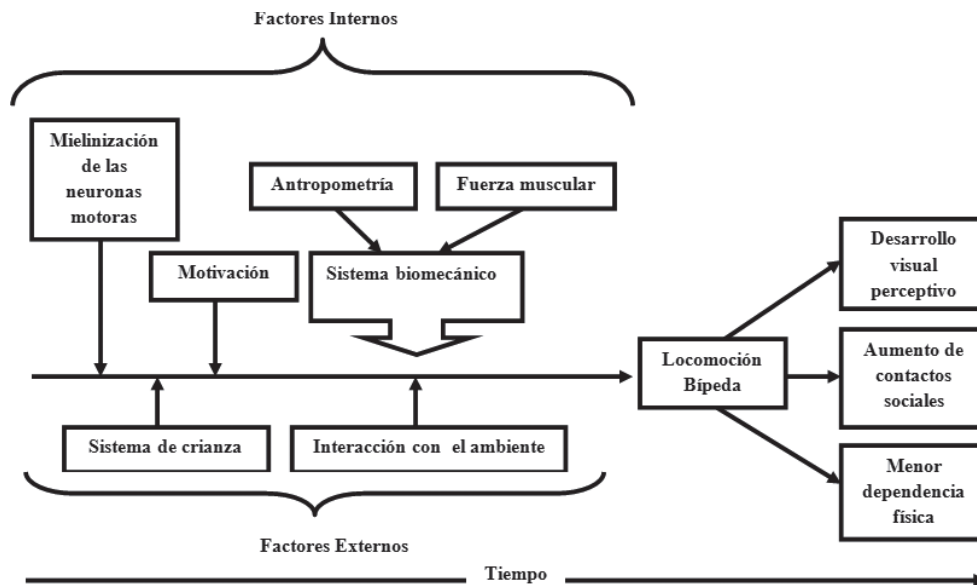 Factores Internos
Mielinización
de las
neuronas
motoras
Antropometría
Fuerza muscular
Motivación
Sistema biomecánico
Desarrollo
visual
perceptivo
Locomoción
Bípeda
Aumento de
contactos
sociales
Sistema de crianza
Interacción con el ambiente
Menor
dependencia
física
Factores Externos
Tiempo